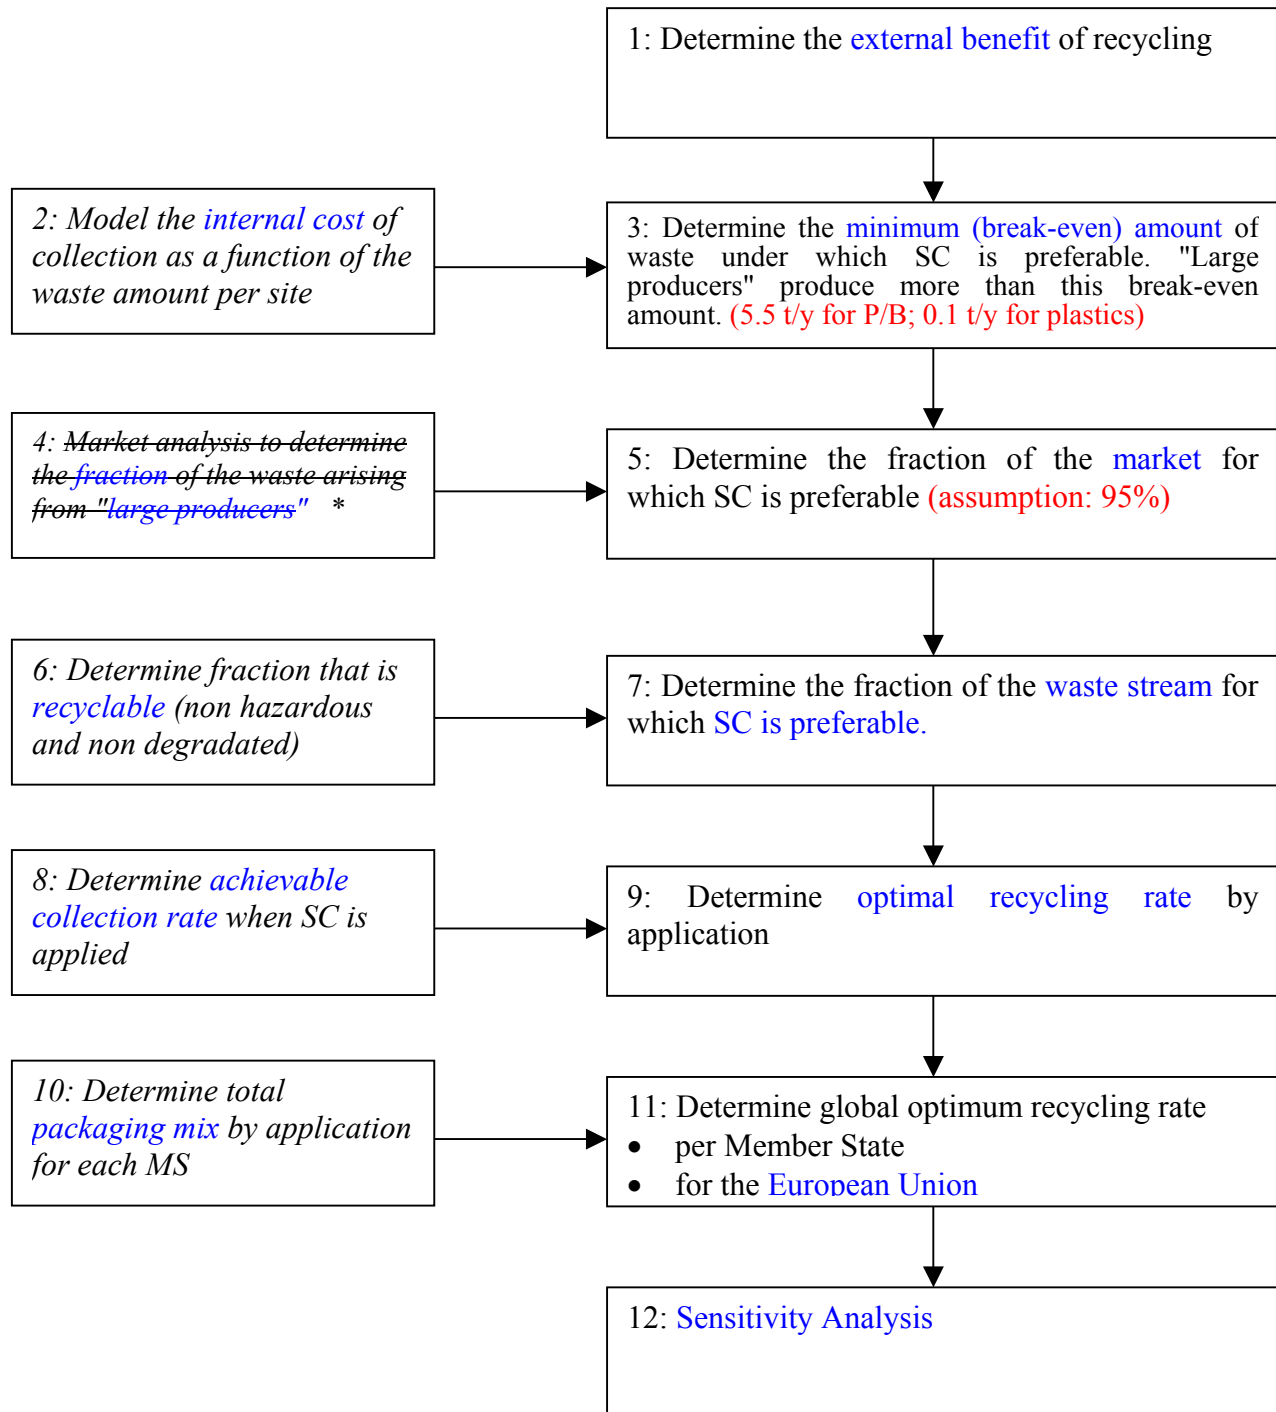 1: Determine the external benefit of recycling
2: Model the internal cost of
collection as a function of the
waste amount per site
3: Determine the minimum (break-even) amount of
waste under which SC is preferable. "Large
producers" produce more than this break-even
amount. (5.5 t/y for P/B; 0.1 t/y for plastics)
4: Market analysis to determine
the fraction of the waste arising
from "large producers" *
5: Determine the fraction of the market for
which SC is preferable (assumption: 95%)
6: Determine fraction that is
recyclable (non hazardous
and non degradated)
7: Determine the fraction of the waste stream for
which SC is preferable.
8: Determine achievable
collection rate when SC is
applied
9: Determine optimal recycling rate by
application
10: Determine total
packaging mix by application
for each MS
11: Determine global optimum recycling rate
• per Member State
• for the European Union
12: Sensitivity Analysis